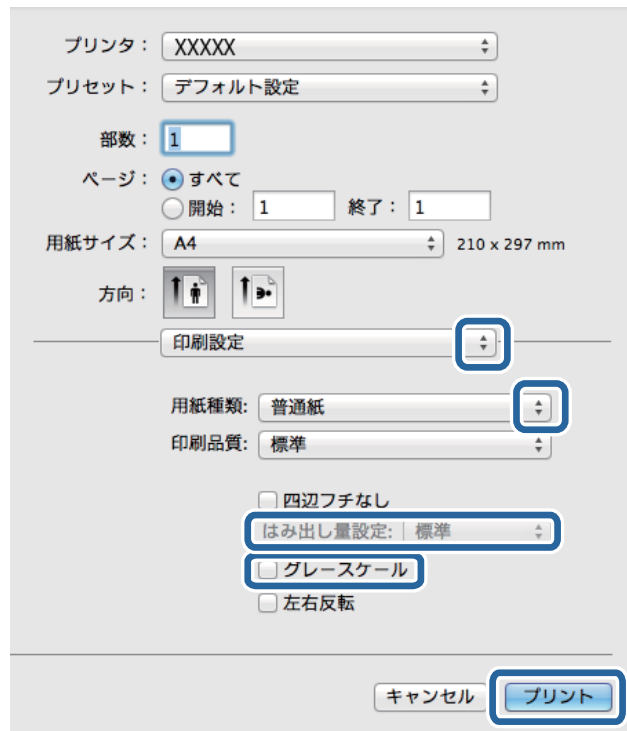 プリンタ： XXXXX
プリセット： デフォルト設定
部数： 1
ページ： すべて
開始： 1 終了： 1
用紙サイズ： A4 210 x 297 mm
方向：
印刷設定
用紙種類: 普通紙
印刷品質: 標準
四辺フチなし
はみ出し量設定: 標準
グレースケール
左右反転
キャンセル プリント